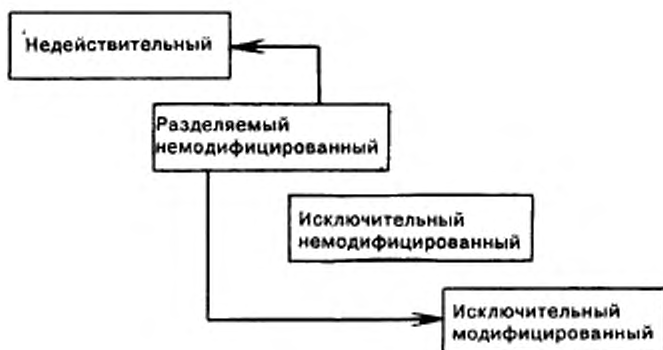 Недействительный
Разделяемый
немодифицированный
Исключительный
немодифицированный
Исключительный
модифицированный